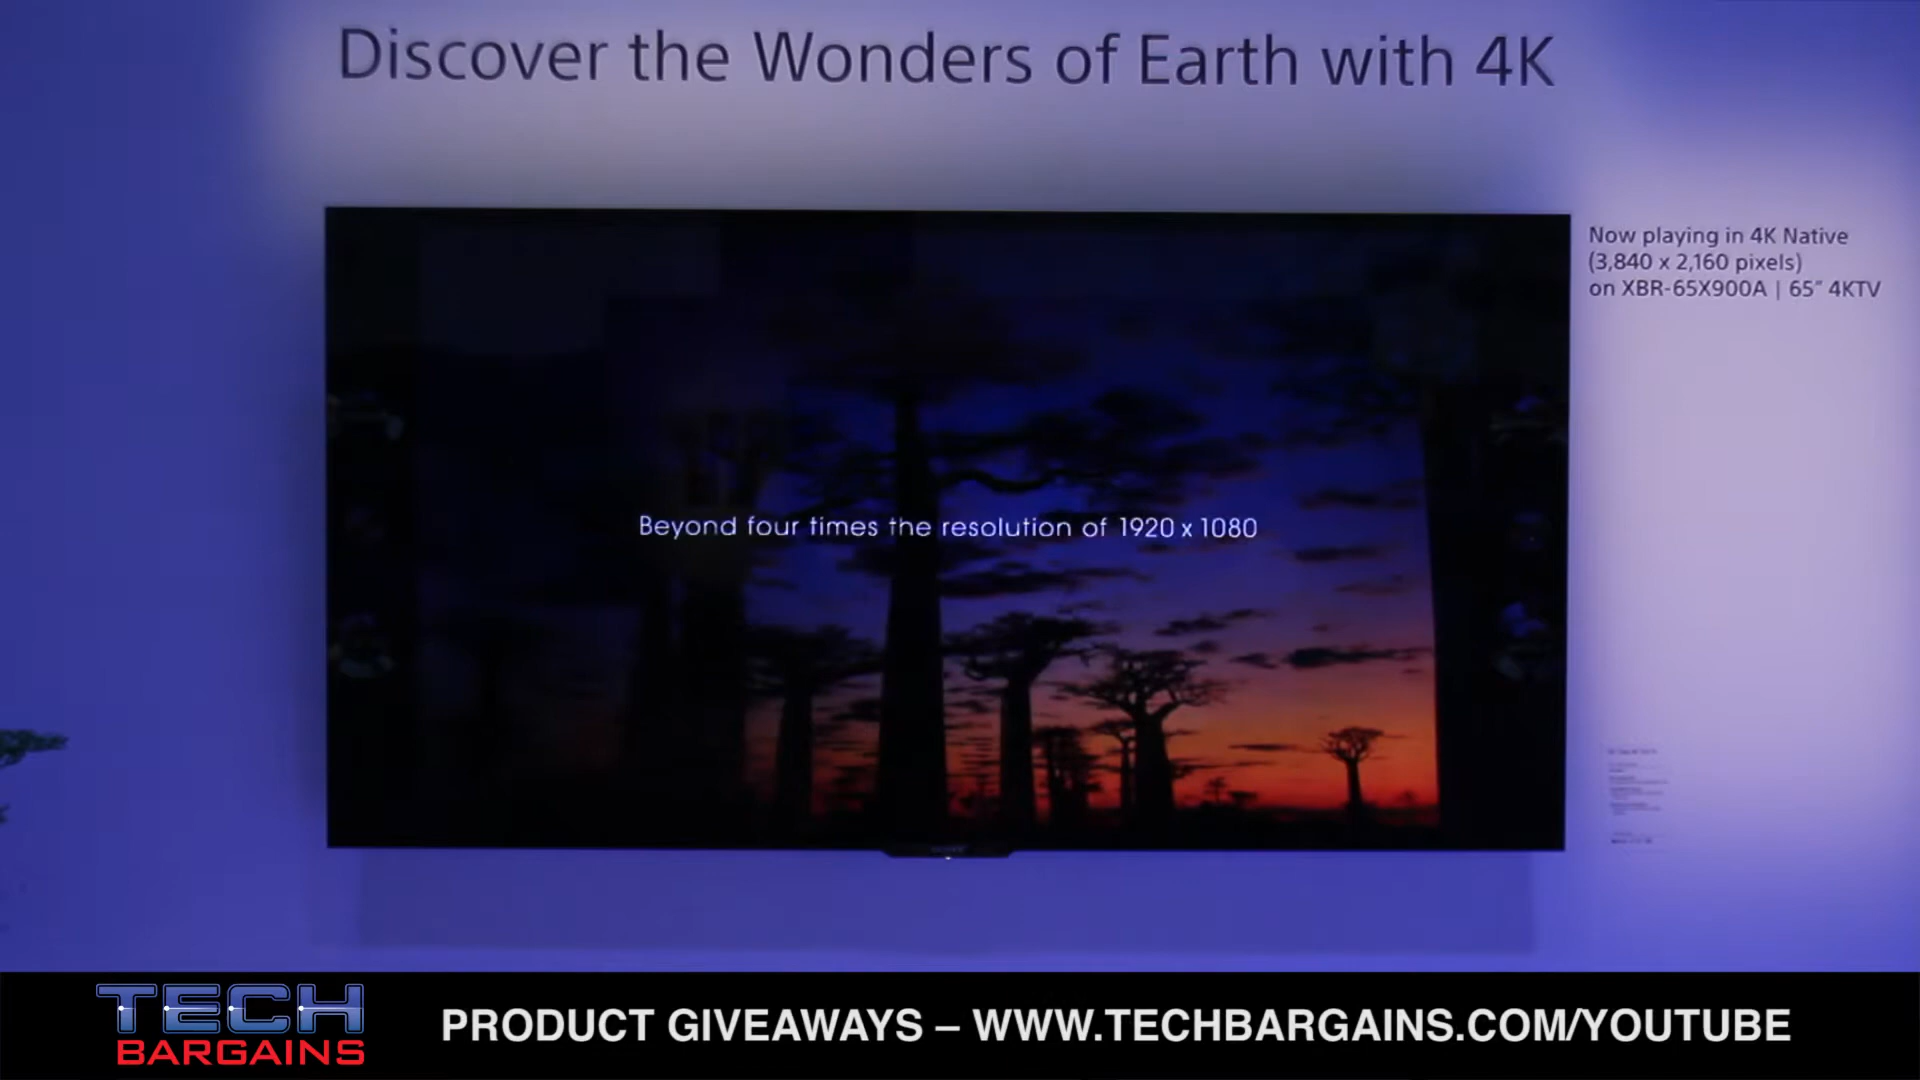 Discover the Wonders of Earth with 4K
Now playing in 4K Native
(3,840 x 2,160 pixels)
on XBR-65X900A | 65" 4KTV
Beyond four times the resolution of 1920 x 1080
TECH
BARGAINS
PRODUCT GIVEAWAYS – WWW.TECHBARGAINS.COM/YOUTUBE